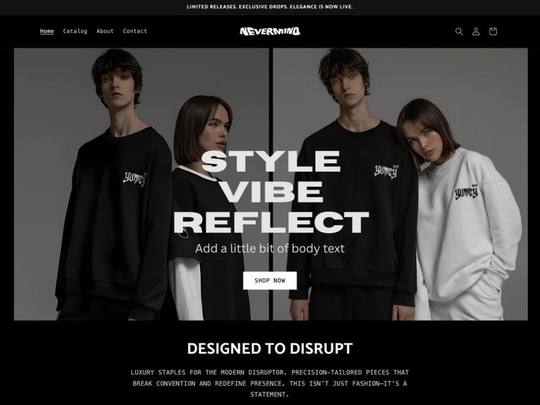 LIMITED RELEASES. EXCLUSIVE DROPS. ELEGANCE IS NOW LIVE.
Home Catalog About Contact
NEVERMIND
STYLE
VIBE
REFLECT
Add a little bit of body text
SHOP NOW
DESIGNED TO DISRUPT
LUXURY STAPLES FOR THE MODERN DISRUPTOR. PRECISION-TAILORED PIECES THAT
BREAK CONVENTION AND REDEFINE PRESENCE. THIS ISN'T JUST FASHION—IT'S A
STATEMENT.